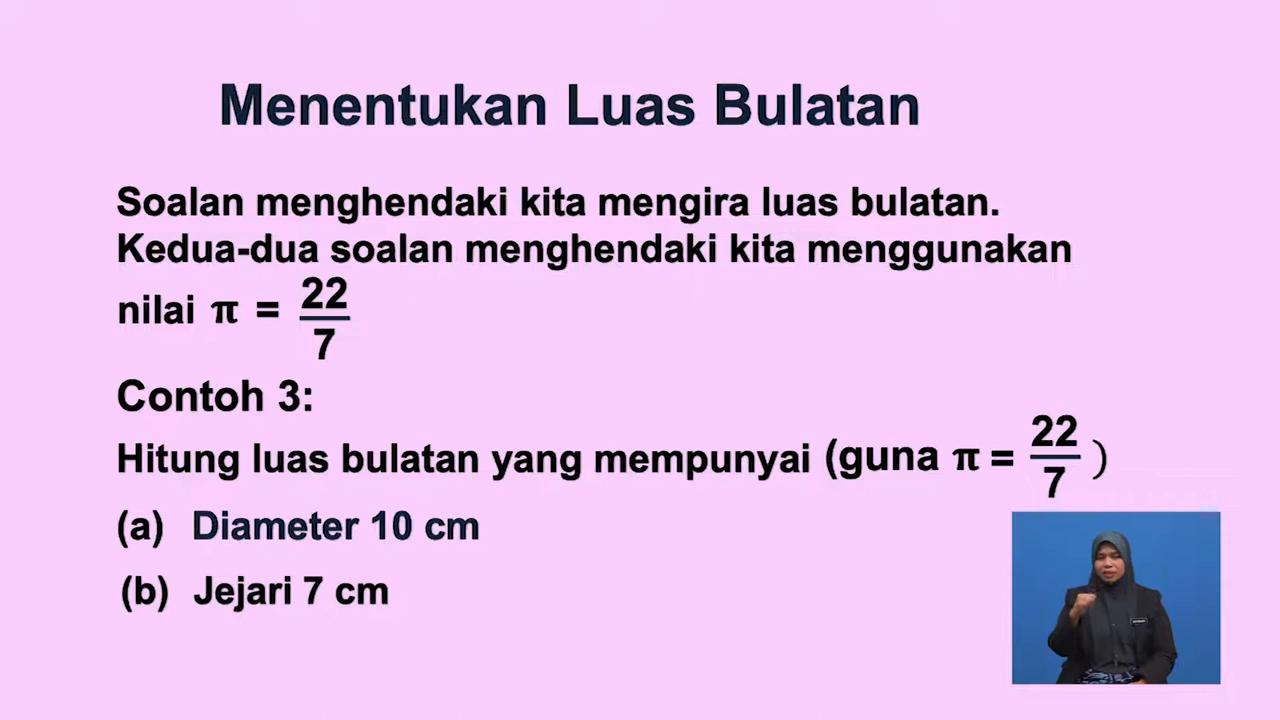 Menentukan Luas Bulatan
Soalan menghendaki kita mengira luas bulatan.
Kedua-dua soalan menghendaki kita menggunakan
nilai π = 22/7
Contoh 3:
Hitung luas bulatan yang mempunyai (guna π = 22/7 )
(a) Diameter 10 cm
(b) Jejari 7 cm